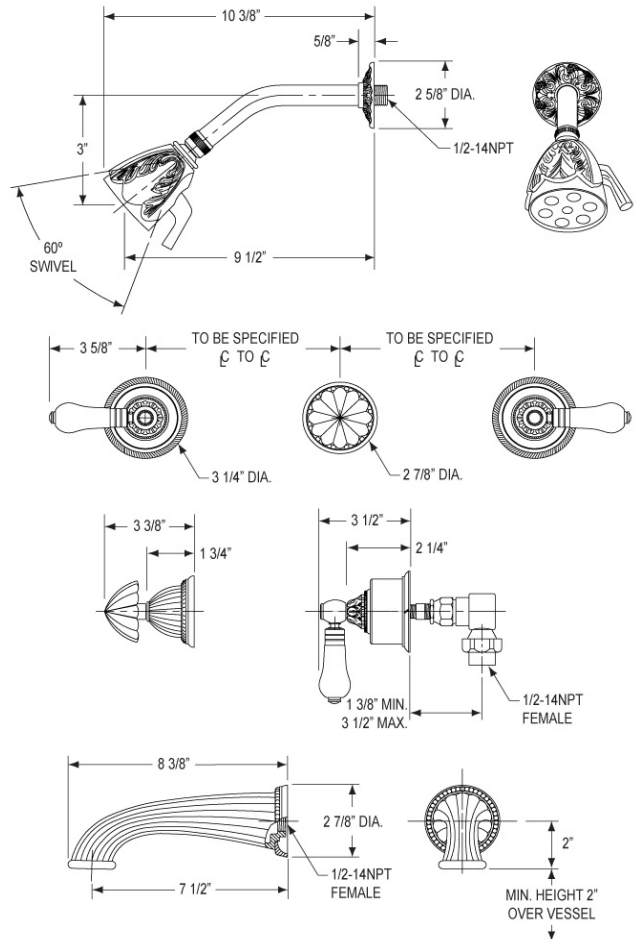 10 3/8"
5/8"
2 5/8" DIA.
1/2-14NPT
3"
60º
SWIVEL
9 1/2"
3 5/8"
TO BE SPECIFIED
℄ TO ℄
TO BE SPECIFIED
℄ TO ℄
3 1/4" DIA.
2 7/8" DIA.
3 3/8"
1 3/4"
3 1/2"
2 1/4"
1 3/8" MIN.
3 1/2" MAX.
1/2-14NPT
FEMALE
8 3/8"
2 7/8" DIA.
1/2-14NPT
FEMALE
7 1/2"
2"
MIN. HEIGHT 2"
OVER VESSEL